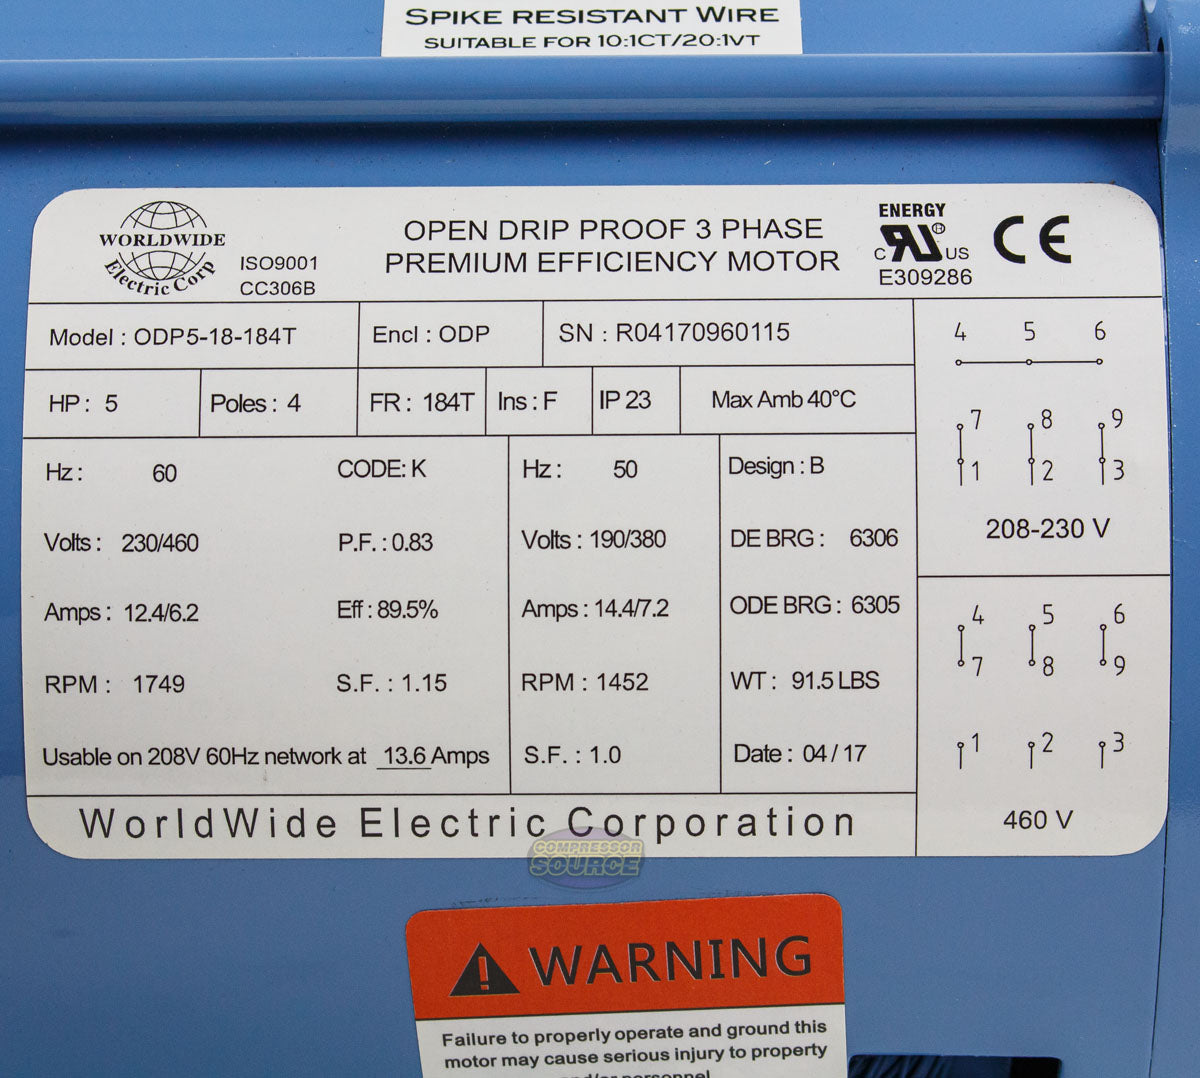 SPIKE RESISTANT WIRE
SUITABLE FOR 10:1CT/20:1VT
WORLDWIDE
Electric Corp
ISO9001
CC306B
OPEN DRIP PROOF 3 PHASE
PREMIUM EFFICIENCY MOTOR
ENERGY
C RU ® US
E309286
CE
Model : ODP5-18-184T
Encl : ODP
SN : R04170960115
HP : 5
Poles : 4
FR : 184T
Ins : F
IP 23
Max Amb 40°C
Hz : 60
CODE: K
Volts : 230/460
P.F. : 0.83
Amps : 12.4/6.2
Eff : 89.5%
RPM : 1749
S.F. : 1.15
Usable on 208V 60Hz network at 13.6 Amps
Hz : 50
Volts : 190/380
Amps : 14.4/7.2
RPM : 1452
S.F. : 1.0
Design : B
DE BRG : 6306
ODE BRG : 6305
WT : 91.5 LBS
Date : 04 / 17
4 5 6
7 8 9
1 2 3
208-230 V
4 5 6
7 8 9
1 2 3
460 V
WorldWide Electric Corporation
COMPRESSOR
SOURCE
WARNING
Failure to properly operate and ground this
motor may cause serious injury to property
and/or personnel